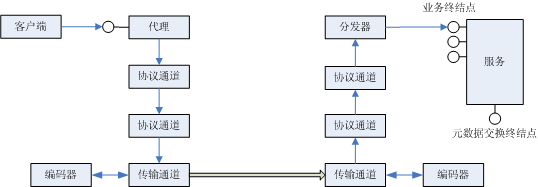 业务终结点
客户端
代理
分发器
服务
协议通道
协议通道
协议通道
协议通道
元数据交换终结点
编码器
传输通道
传输通道
编码器